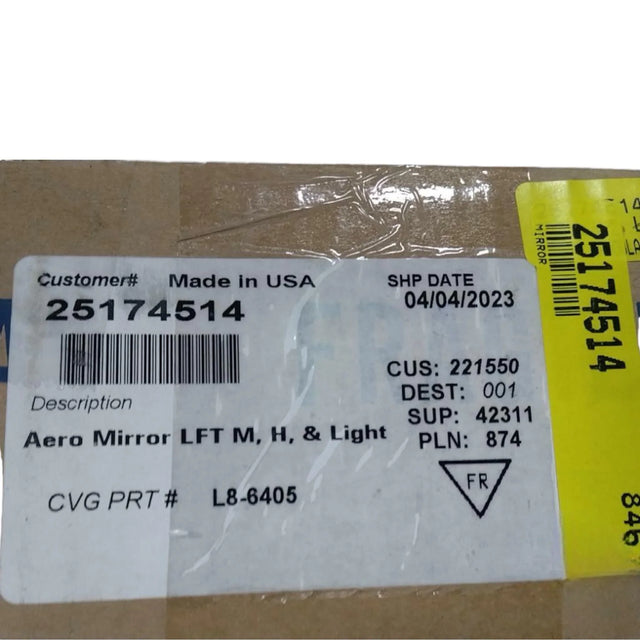 Customer# Made in USA
25174514
Description
Aero Mirror LFT M, H, & Light
CVG PRT # L8-6405
SHP DATE
04/04/2023
CUS: 221550
DEST: 001
SUP: 42311
PLN: 874
FR
MIRROR
25174514
846